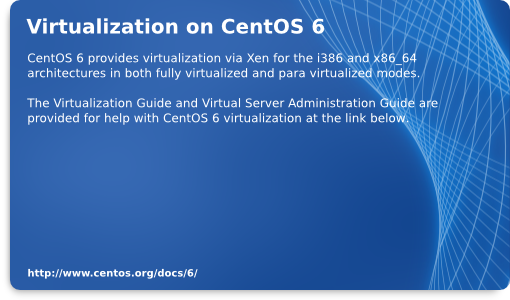 Virtualization on CentOS 6
CentOS 6 provides virtualization via Xen for the i386 and x86_64
architectures in both fully virtualized and para virtualized modes.
The Virtualization Guide and Virtual Server Administration Guide are
provided for help with CentOS 6 virtualization at the link below.
http://www.centos.org/docs/6/